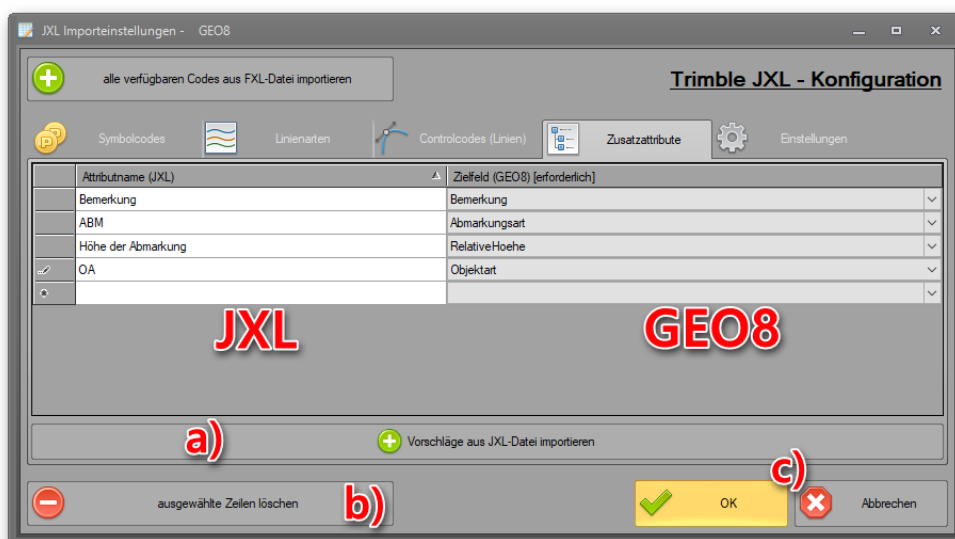 JXL Importeinstellungen - GEO8
alle verfügbaren Codes aus FXL-Datei importieren
Trimble JXL - Konfiguration
Symbolcodes
Linienarten
Controlcodes (Linien)
Zusatzattribute
Einstellungen
Attributname (JXL) Zielfeld (GEO8) [erforderlich]
Bemerkung Bemerkung
ABM Abmarkungsart
Höhe der Abmarkung RelativeHoehe
OA Objektart
JXL GEO8
a) Vorschläge aus JXL-Datei importieren
ausgewählte Zeilen löschen b)
c)
OK
Abbrechen